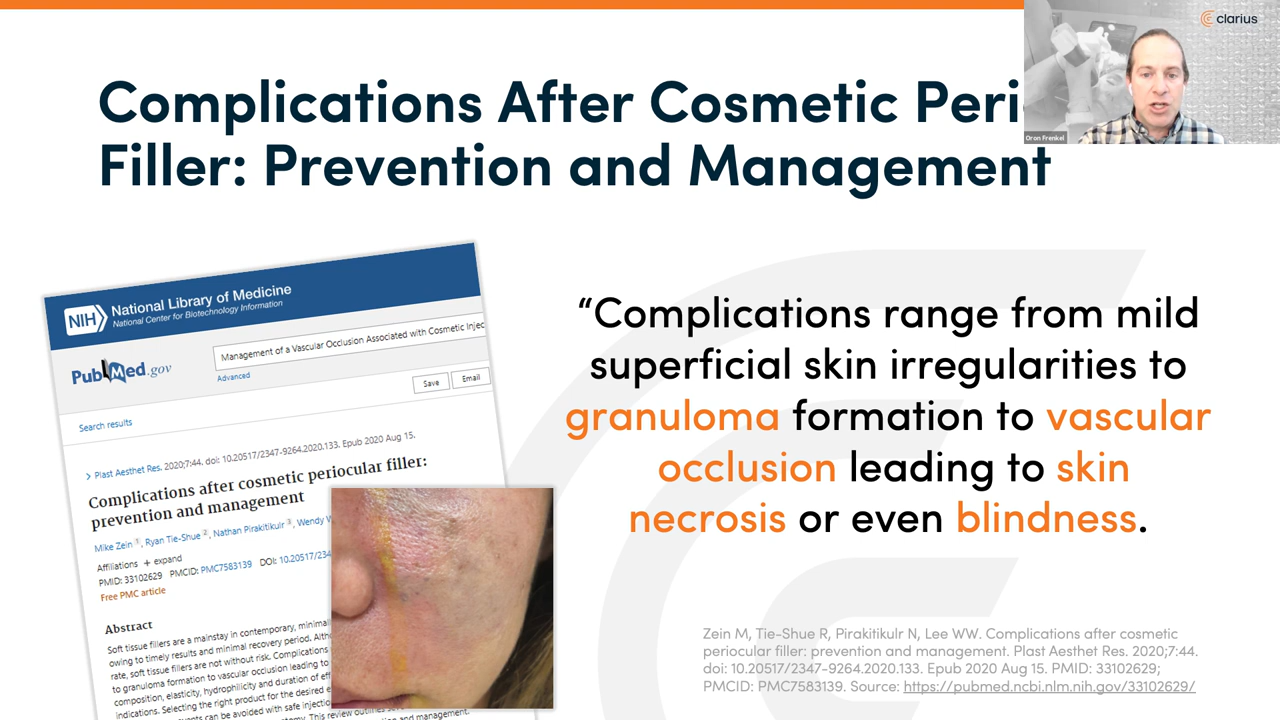 clarius
Oron Frenkel
Complications After Cosmetic
Filler: Prevention and Management
NIH National Library of Medicine
National Center for Biotechnology Information
PubMed.gov
Management of a Vascular Occlusion Associated with Cosmetic Injec
Advanced
Save Email
Search results
> Plast Aesthet Res. 2020;7:44. doi: 10.20517/2347-9264.2020.133. Epub 2020 Aug 15.
Complications after cosmetic periocular filler:
prevention and management
Mike Zein 1, Ryan Tie-Shue 2, Nathan Pirakitikulr 3, Wendy
Affiliations + expand
PMID: 33102629 PMCID: PMC7583139 DOI: 10.20517/234
Free PMC article
Abstract
Soft tissue fillers are a mainstay in contemporary,
owing to timely results and minimal recovery period.
rate, soft tissue fillers are not without risk. Complications
to granuloma formation to vascular occlusion leading to
composition, elasticity, hydrophilicity and duration of
indications. Selecting the right product for the desired
can be avoided with safe
This review
“Complications range from mild
superficial skin irregularities to
granuloma formation to vascular
occlusion leading to skin
necrosis or even blindness.
Zein M, Tie-Shue R, Pirakitikulr N, Lee WW. Complications after cosmetic
periocular filler: prevention and management. Plast Aesthet Res. 2020;7:44.
doi: 10.20517/2347-9264.2020.133. Epub 2020 Aug 15. PMID: 33102629;
PMCID: PMC7583139. Source: https://pubmed.ncbi.nlm.nih.gov/33102629/